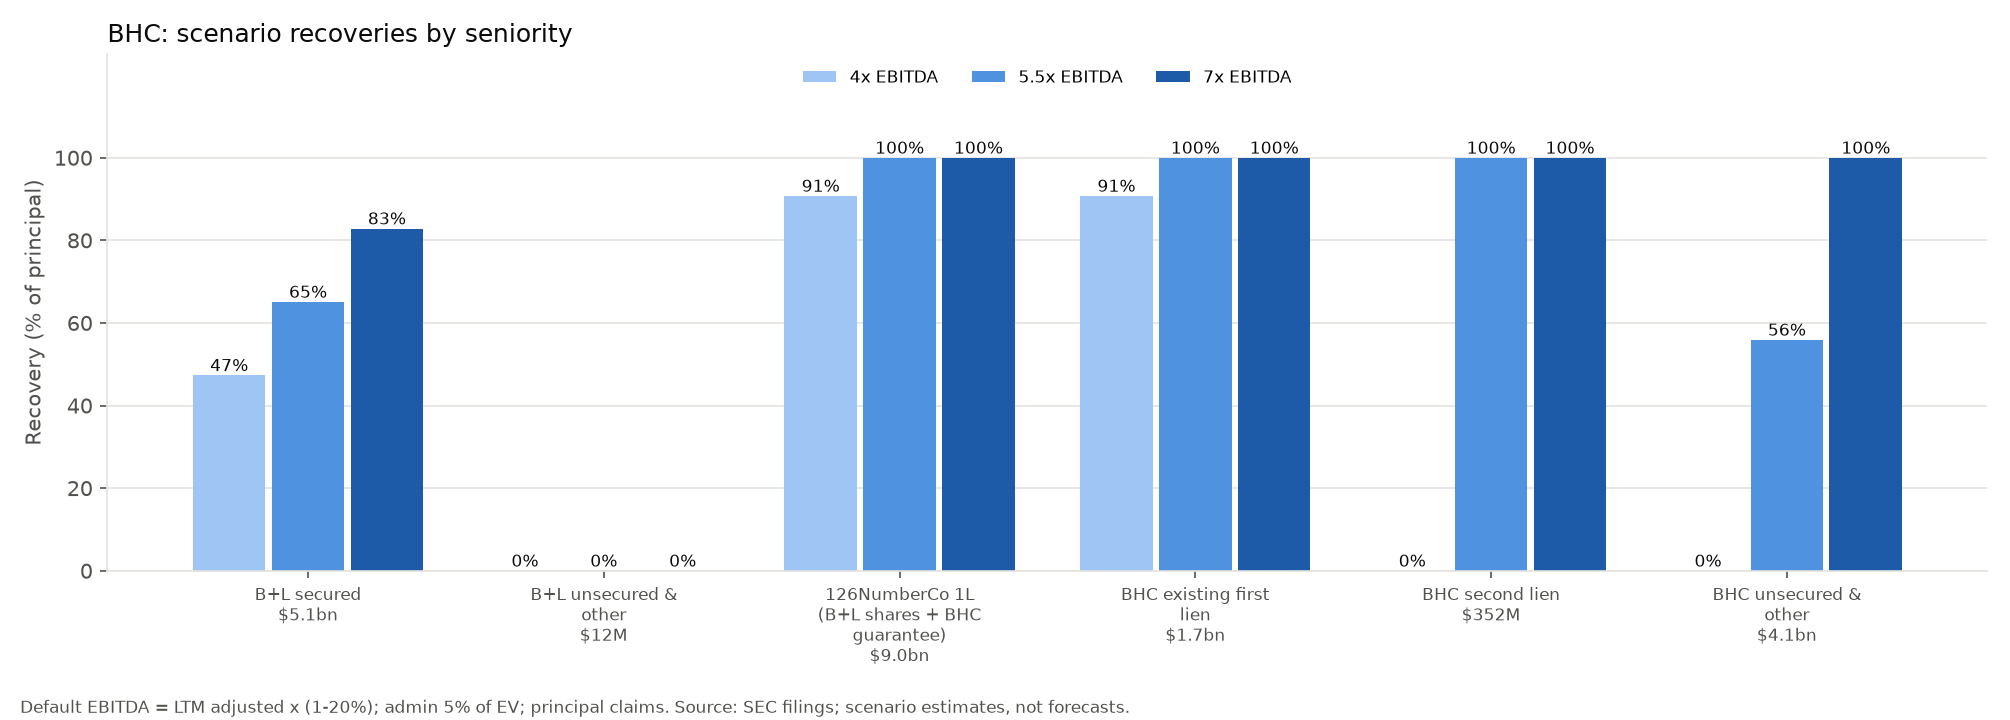 BHC: scenario recoveries by seniority
4x EBITDA
5.5x EBITDA
7x EBITDA
Recovery (% of principal)
100
80
60
40
20
0
47%
65%
83%
0%
0%
0%
91%
100%
100%
91%
100%
100%
0%
100%
100%
0%
56%
100%
B+L secured
$5.1bn
B+L unsecured &
other
$12M
126NumberCo 1L
(B+L shares + BHC
guarantee)
$9.0bn
BHC existing first
lien
$1.7bn
BHC second lien
$352M
BHC unsecured &
other
$4.1bn
Default EBITDA = LTM adjusted x (1-20%); admin 5% of EV; principal claims. Source: SEC filings; scenario estimates, not forecasts.